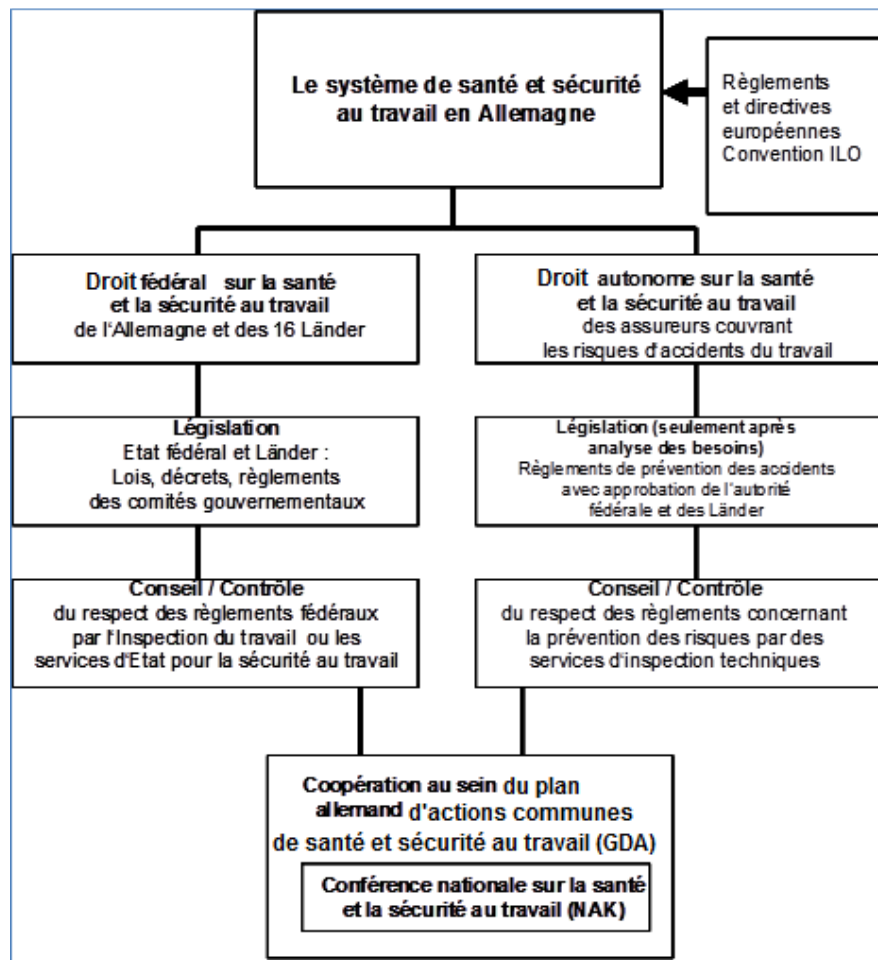 Le système de santé et sécurité
au travail en Allemagne
Règlements
et directives
européennes
Convention ILO
Droit fédéral sur la santé
et la sécurité au travail
de l'Allemagne et des 16 Länder
Droit autonome sur la santé
et la sécurité au travail
des assureurs couvrant
les risques d'accidents du travail
Législation
Etat fédéral et Länder :
Lois, décrets, règlements
des comités gouvernementaux
Législation (seulement après
analyse des besoins)
Règlements de prévention des accidents
avec approbation de l'autorité
fédérale et des Länder
Conseil / Contrôle
du respect des règlements fédéraux
par l'Inspection du travail ou les
services d'Etat pour la sécurité au travail
Conseil / Contrôle
du respect des règlements concernant
la prévention des risques par des
services d'inspection techniques
Coopération au sein du plan
allemand d'actions communes
de santé et sécurité au travail (GDA)
Conférence nationale sur la santé
et la sécurité au travail (NAK)